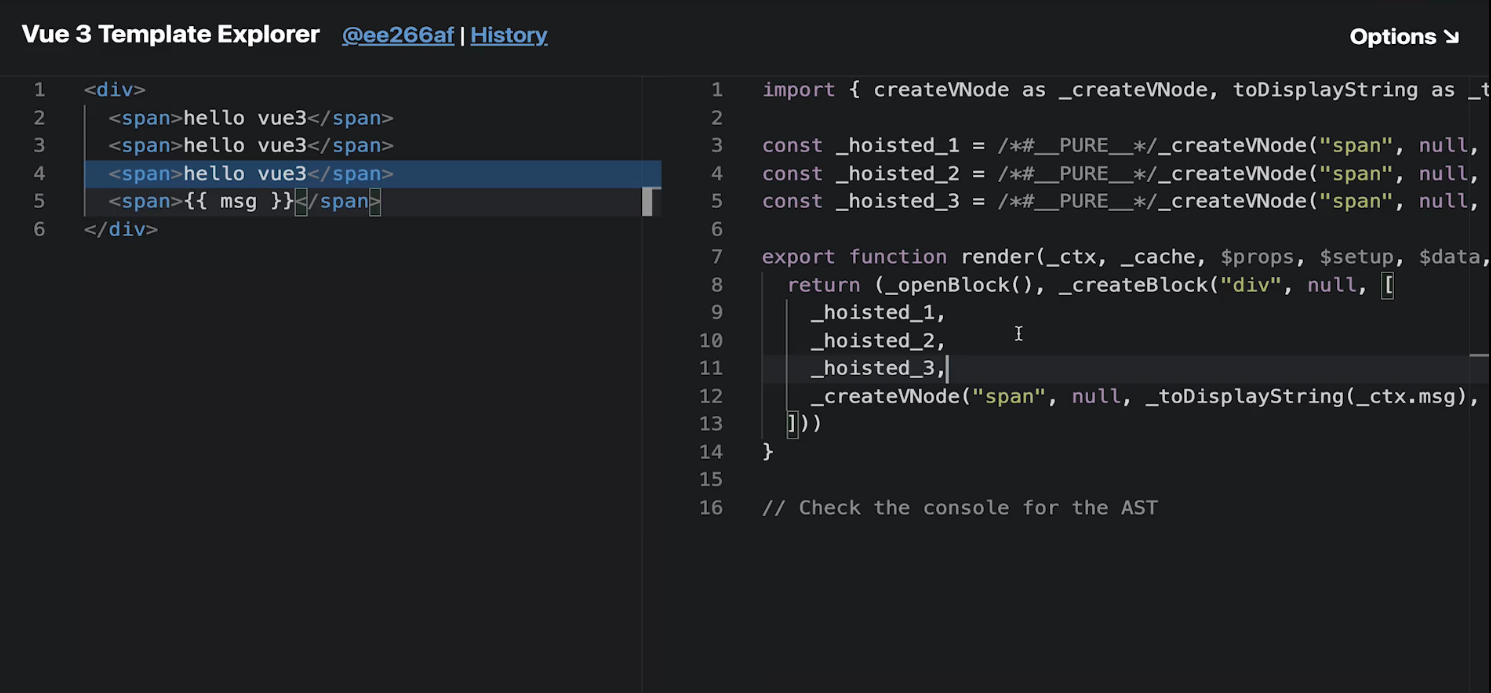 Vue 3 Template Explorer @ee266af | History
Options ↘
1 <div>
2 <span>hello vue3</span>
3 <span>hello vue3</span>
4 <span>hello vue3</span>
5 <span>{{ msg }}</span>
6 </div>
1 import { createVNode as _createVNode, toDisplayString as _t
2
3 const _hoisted_1 = /*#__PURE__*/_createVNode("span", null,
4 const _hoisted_2 = /*#__PURE__*/_createVNode("span", null,
5 const _hoisted_3 = /*#__PURE__*/_createVNode("span", null,
6
7 export function render(_ctx, _cache, $props, $setup, $data,
8 return (_openBlock(), _createBlock("div", null, [
9 _hoisted_1,
10 _hoisted_2,
11 _hoisted_3,
12 _createVNode("span", null, _toDisplayString(_ctx.msg),
13 ]))
14 }
15
16 // Check the console for the AST